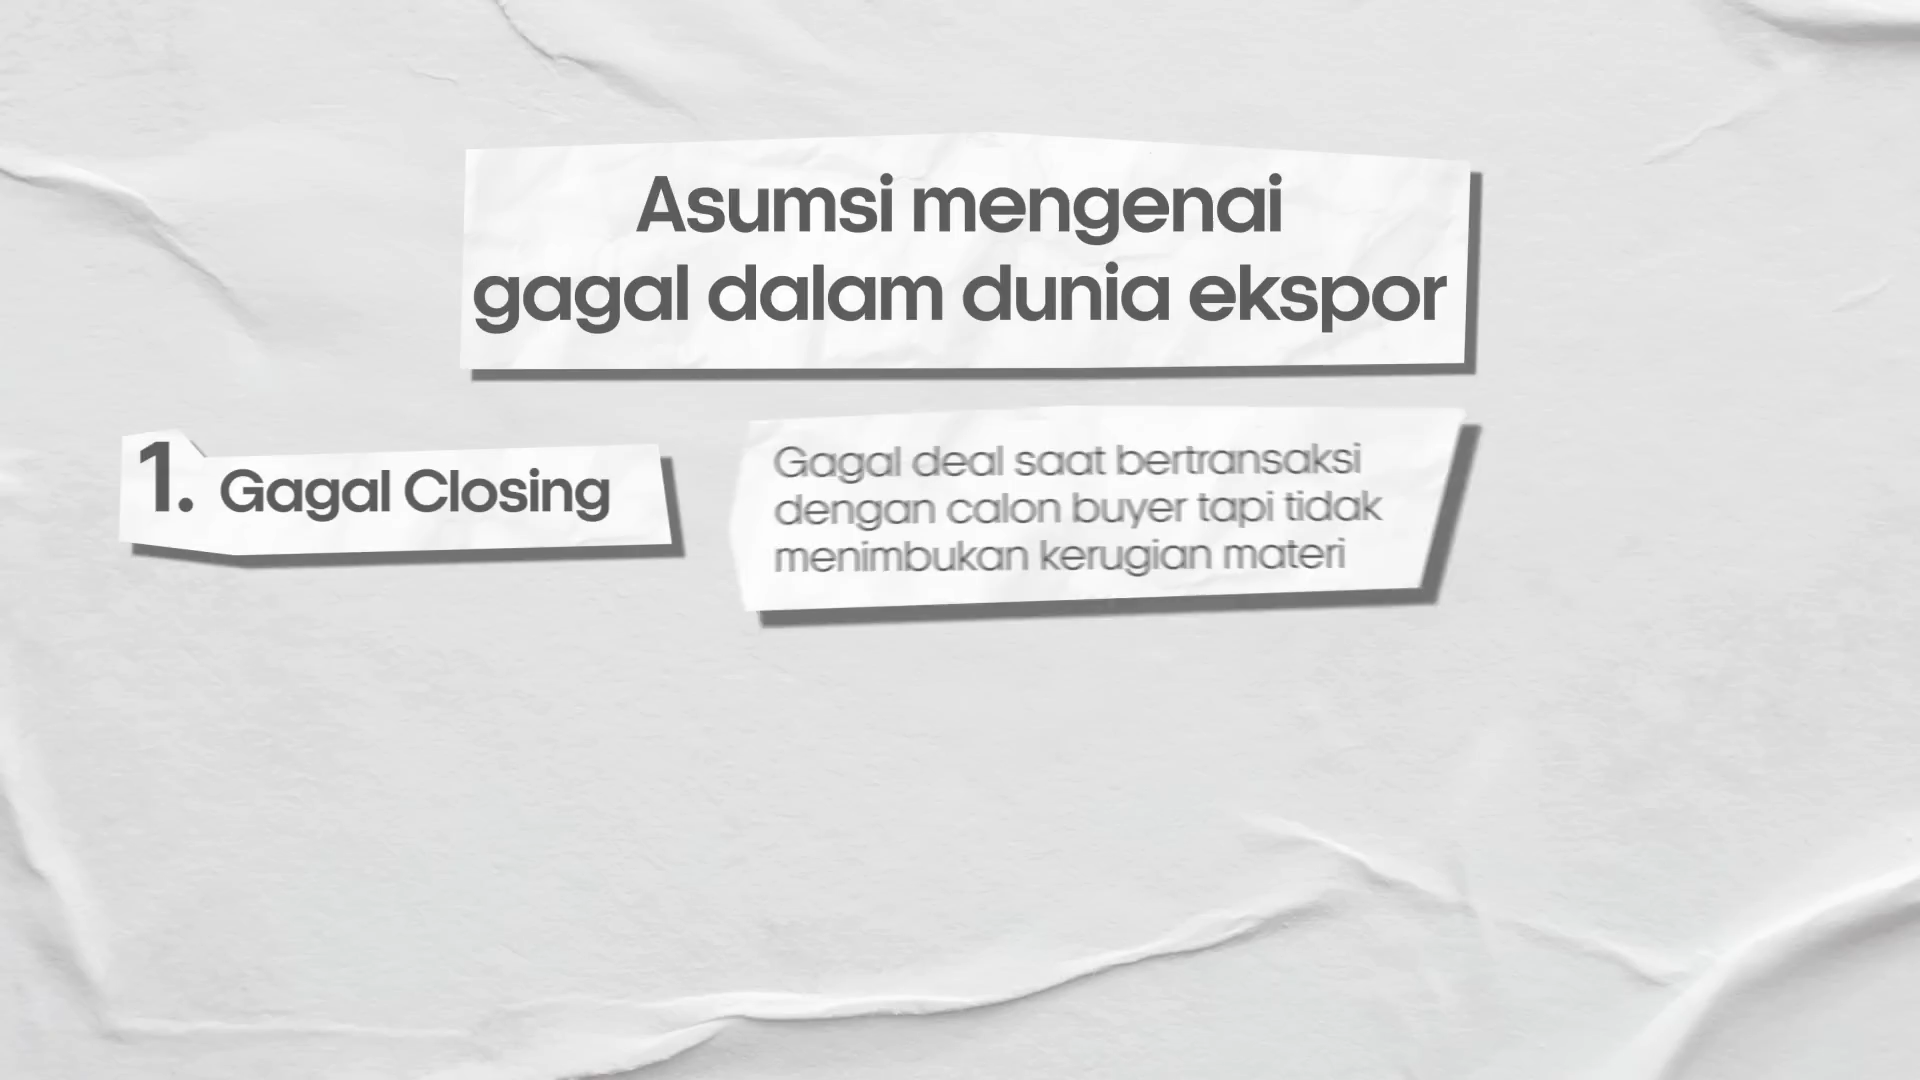 Asumsi mengenai
gagal dalam dunia ekspor
1. Gagal Closing
Gagal deal saat bertransaksi
dengan calon buyer tapi tidak
menimbukan kerugian materi